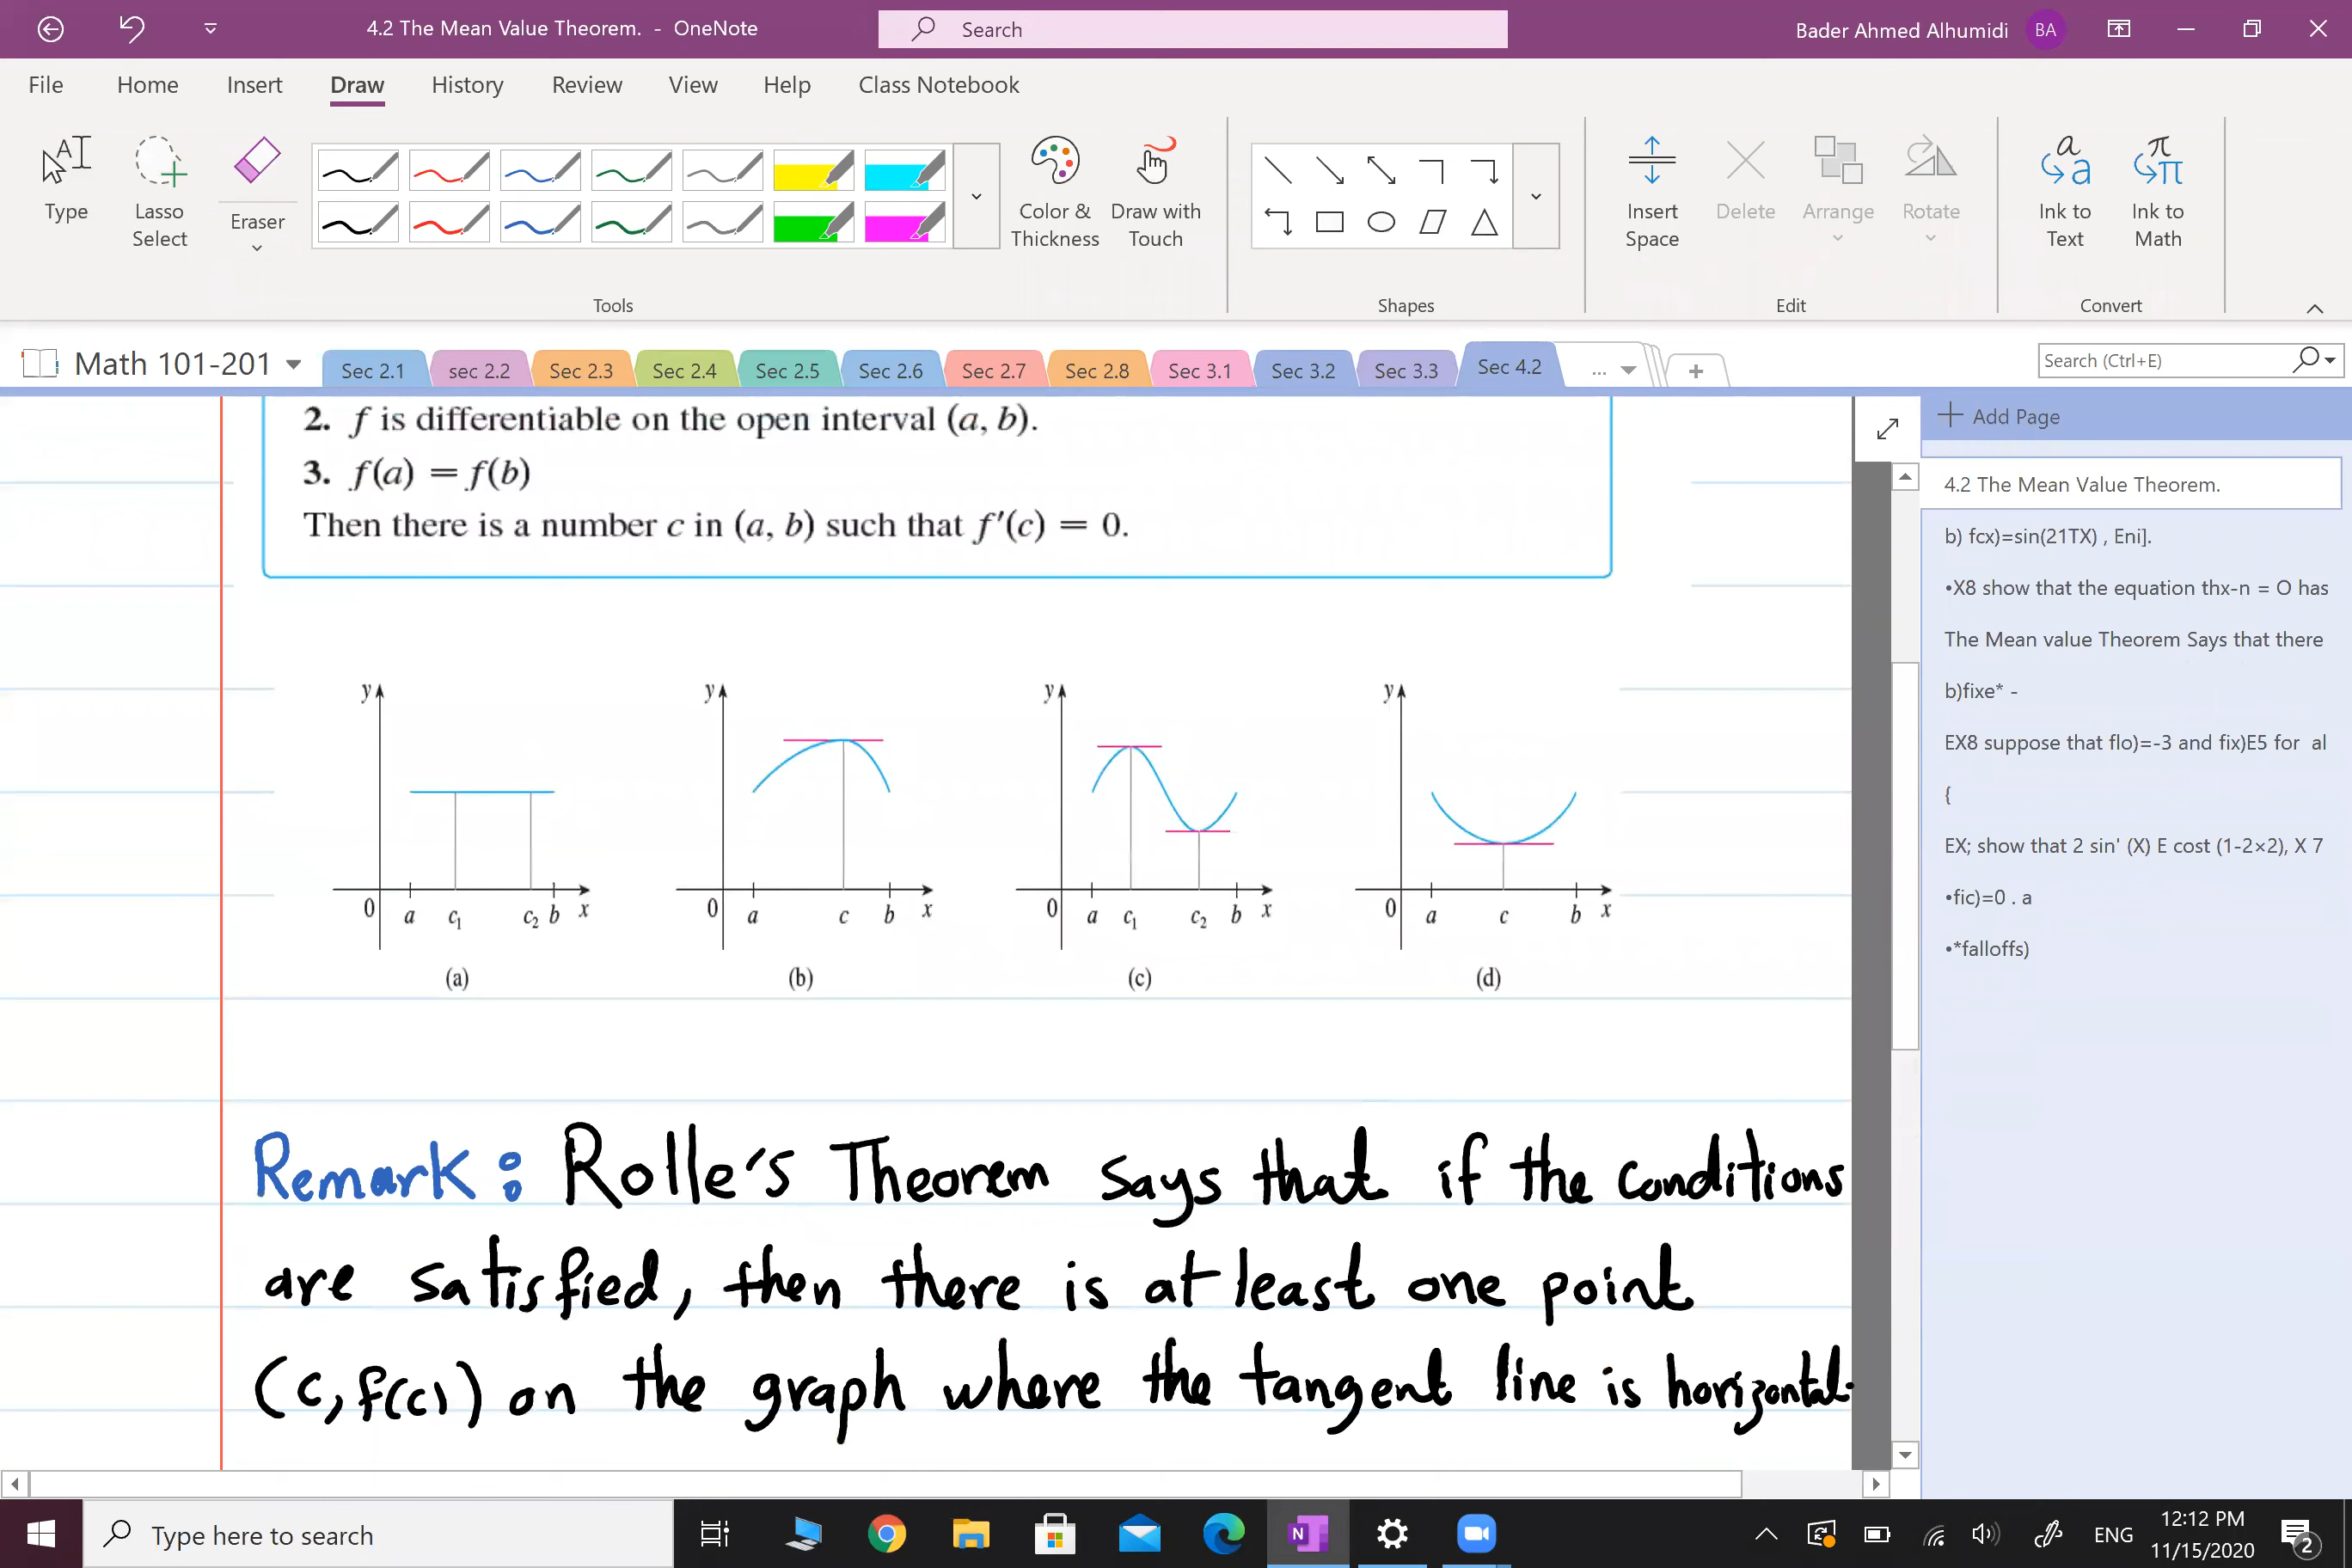 4.2 The Mean Value Theorem. - OneNote
Search
Bader Ahmed Alhumidi
BA
File Home Insert Draw History Review View Help Class Notebook
Type
Lasso Select
Eraser
Color & Thickness
Draw with Touch
Insert Space
Delete
Arrange
Rotate
Ink to Text
Ink to Math
Tools
Shapes
Edit
Convert
Math 101-201
Sec 2.1
sec 2.2
Sec 2.3
Sec 2.4
Sec 2.5
Sec 2.6
Sec 2.7
Sec 2.8
Sec 3.1
Sec 3.2
Sec 3.3
Sec 4.2
...
Search (Ctrl+E)
2. f is differentiable on the open interval (a, b).
3. f(a) = f(b)
Then there is a number c in (a, b) such that f′(c) = 0.
y
0 a c₁ c₂ b x
(a)
y
0 a c b x
(b)
y
0 a c₁ c₂ b x
(c)
y
0 a c b x
(d)
Remark: Rolle's Theorem says that if the conditions
are satisfied, then there is at least one point
(c, f(c)) on the graph where the tangent line is horizontal.
Add Page
4.2 The Mean Value Theorem.
b) fcx)=sin(21TX) , Eni].
•X8 show that the equation thx-n = O has
The Mean value Theorem Says that there
b)fixe* -
EX8 suppose that flo)=-3 and fix)E5 for al
{
EX; show that 2 sin' (X) E cost (1-2×2), X 7
•fic)=0 . a
•*falloffs)
Type here to search
ENG
12:12 PM
11/15/2020
2